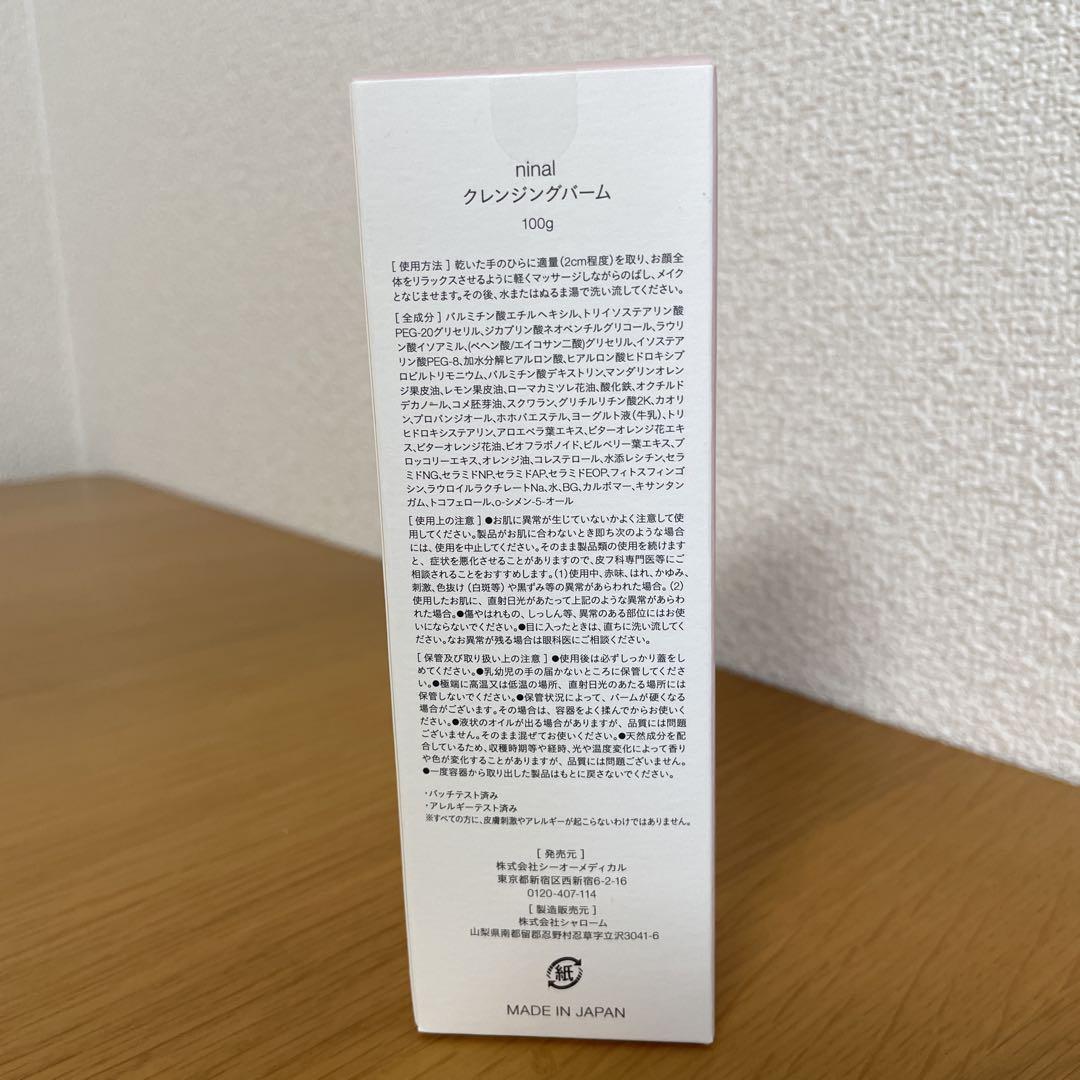 ninal
クレンジングバーム
100g
[ 使用方法 ] 乾いた手のひらに適量(2cm程度)を取り、お顔全
体をリラックスさせるように軽くマッサージしながらのばし、メイク
となじませます。その後、水またはぬるま湯で洗い流してください。
[ 全成分 ] パルミチン酸エチルヘキシル、トリイソステアリン酸
PEG-20グリセリル、ジカプリン酸ネオペンチルグリコール、ラウリ
ン酸イソアミル、(ベヘン酸/エイコサン二酸)グリセリル、イソステア
リン酸PEG-8、加水分解ヒアルロン酸、ヒアルロン酸ヒドロキシプ
ロピルトリモニウム、パルミチン酸デキストリン、マンダリンオレン
ジ果皮油、レモン果皮油、ローマカミツレ花油、酸化鉄、オクチルド
デカノール、コメ胚芽油、スクワラン、グリチルリチン酸2K、カオリ
ン、プロパンジオール、ホホバエステル、ヨーグルト液(牛乳)、トリ
ヒドロキシステアリン、アロエベラ葉エキス、ビターオレンジ花エキ
ス、ビターオレンジ花油、ビオフラボノイド、ビルベリー葉エキス、ブ
ロッコリーエキス、オレンジ油、コレステロール、水添レシチン、セラ
ミドNG、セラミドNP、セラミドAP、セラミドEOP、フィトスフィンゴ
シン、ラウロイルラクチレートNa、水、BG、カルボマー、キサンタン
ガム、トコフェロール、o-シメン-5-オール
[ 使用上の注意 ] ●お肌に異常が生じていないかよく注意して使
用してください。製品がお肌に合わないとき即ち次のような場合
には、使用を中止してください。そのまま製品類の使用を続けます
と、症状を悪化させることがありますので、皮フ科専門医等にご
相談されることをおすすめします。(1)使用中、赤味、はれ、かゆみ、
刺激、色抜け(白斑等)や黒ずみ等の異常があらわれた場合。(2)
使用したお肌に、直射日光があたって上記のような異常があらわ
れた場合。●傷やはれもの、しっしん等、異常のある部位にはお使
いにならないでください。●目に入ったときは、直ちに洗い流してく
ださい。なお異常が残る場合は眼科医にご相談ください。
[ 保管及び取り扱い上の注意 ] ●使用後は必ずしっかり蓋をし
めてください。●乳幼児の手の届かないところに保管してくださ
い。●極端に高温又は低温の場所、直射日光のあたる場所には
保管しないでください。●保管状況によって、バームが硬くなる
場合がございます。その場合は、容器をよく揉んでからお使いく
ださい。●液状のオイルが出る場合がありますが、品質には問題
ございません。そのまま混ぜてお使いください。●天然成分を配
合しているため、収穫時期等や経時、光や温度変化によって香り
や色が変化することがありますが、品質には問題ございません。
●一度容器から取り出した製品はもとに戻さないでください。
・パッチテスト済み
・アレルギーテスト済み
※すべての方に、皮膚刺激やアレルギーが起こらないわけではありません。
[ 発売元 ]
株式会社シーオーメディカル
東京都新宿区西新宿6-2-16
0120-407-114
[ 製造販売元 ]
株式会社シャローム
山梨県南都留郡忍野村忍草字立沢3041-6
紙
MADE IN JAPAN